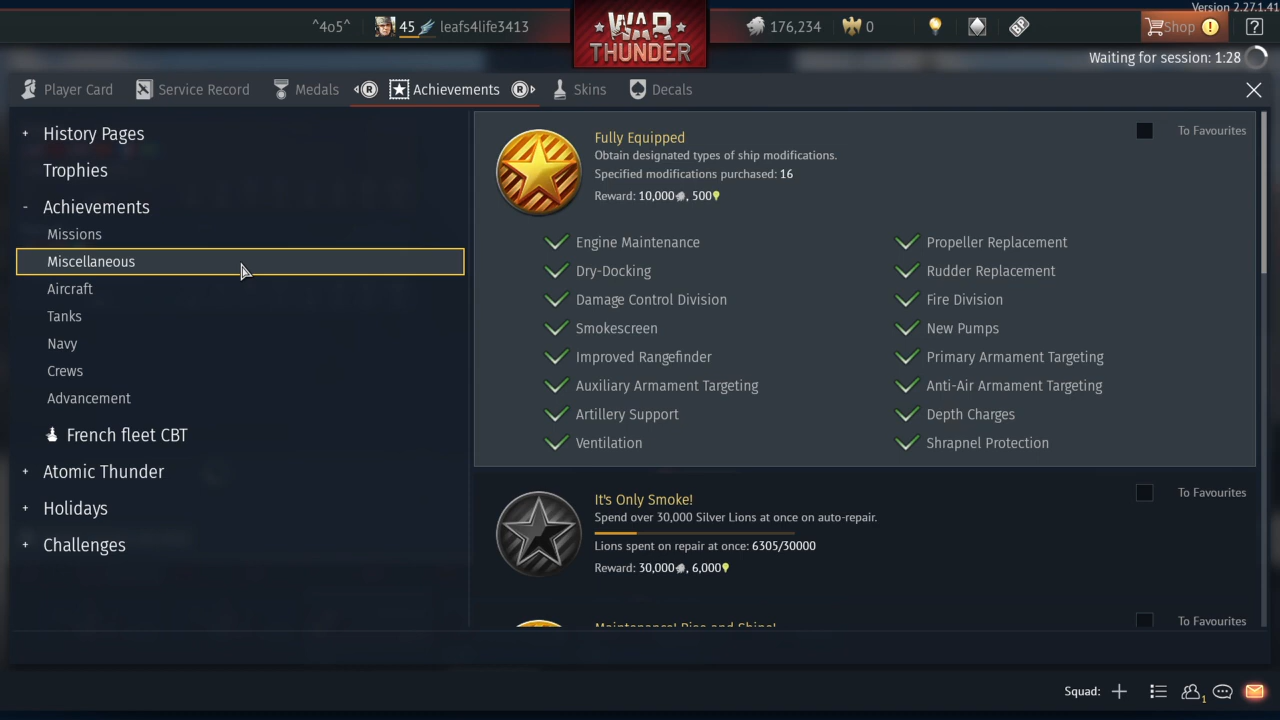 Version 2.27.1.41
^4o5^ 45 leafs4life3413
WAR
THUNDER
176,234 0
BP
Shop ! ?
Waiting for session: 1:28
Player Card Service Record Medals R Achievements R Skins Decals
+ History Pages
Trophies
- Achievements
Missions
Miscellaneous
Aircraft
Tanks
Navy
Crews
Advancement
French fleet CBT
+ Atomic Thunder
+ Holidays
+ Challenges
Fully Equipped
To Favourites
Obtain designated types of ship modifications.
Specified modifications purchased: 16
Reward: 10,000, 500
Engine Maintenance Propeller Replacement
Dry-Docking Rudder Replacement
Damage Control Division Fire Division
Smokescreen New Pumps
Improved Rangefinder Primary Armament Targeting
Auxiliary Armament Targeting Anti-Air Armament Targeting
Artillery Support Depth Charges
Ventilation Shrapnel Protection
It's Only Smoke!
To Favourites
Spend over 30,000 Silver Lions at once on auto-repair.
Lions spent on repair at once: 6305/30000
Reward: 30,000, 6,000
Maintenance! Rise and Shine!
To Favourites
Squad: + 1